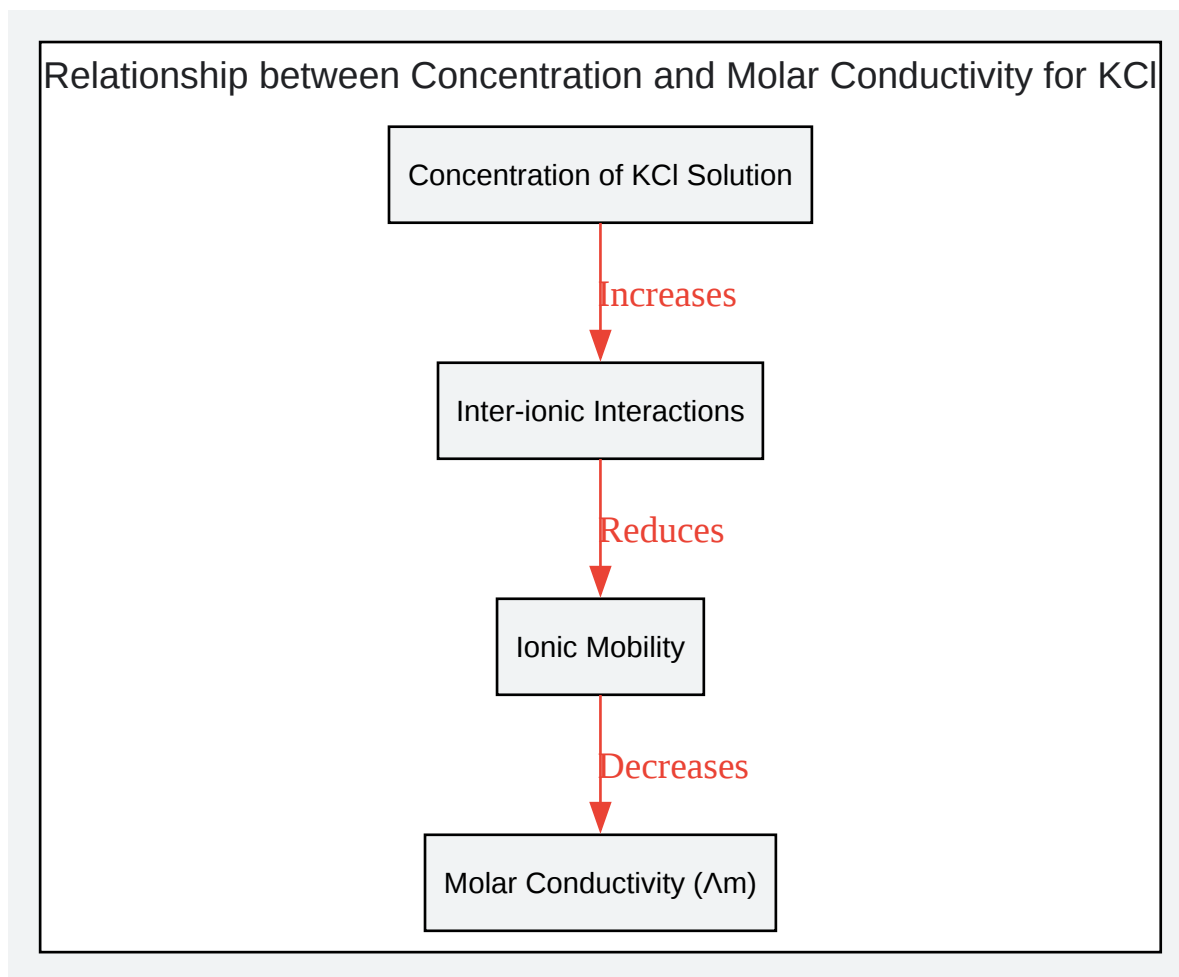 Relationship between Concentration and Molar Conductivity for KCl
Concentration of KCl Solution
Increases
Inter-ionic Interactions
Reduces
Ionic Mobility
Decreases
Molar Conductivity (Λm)